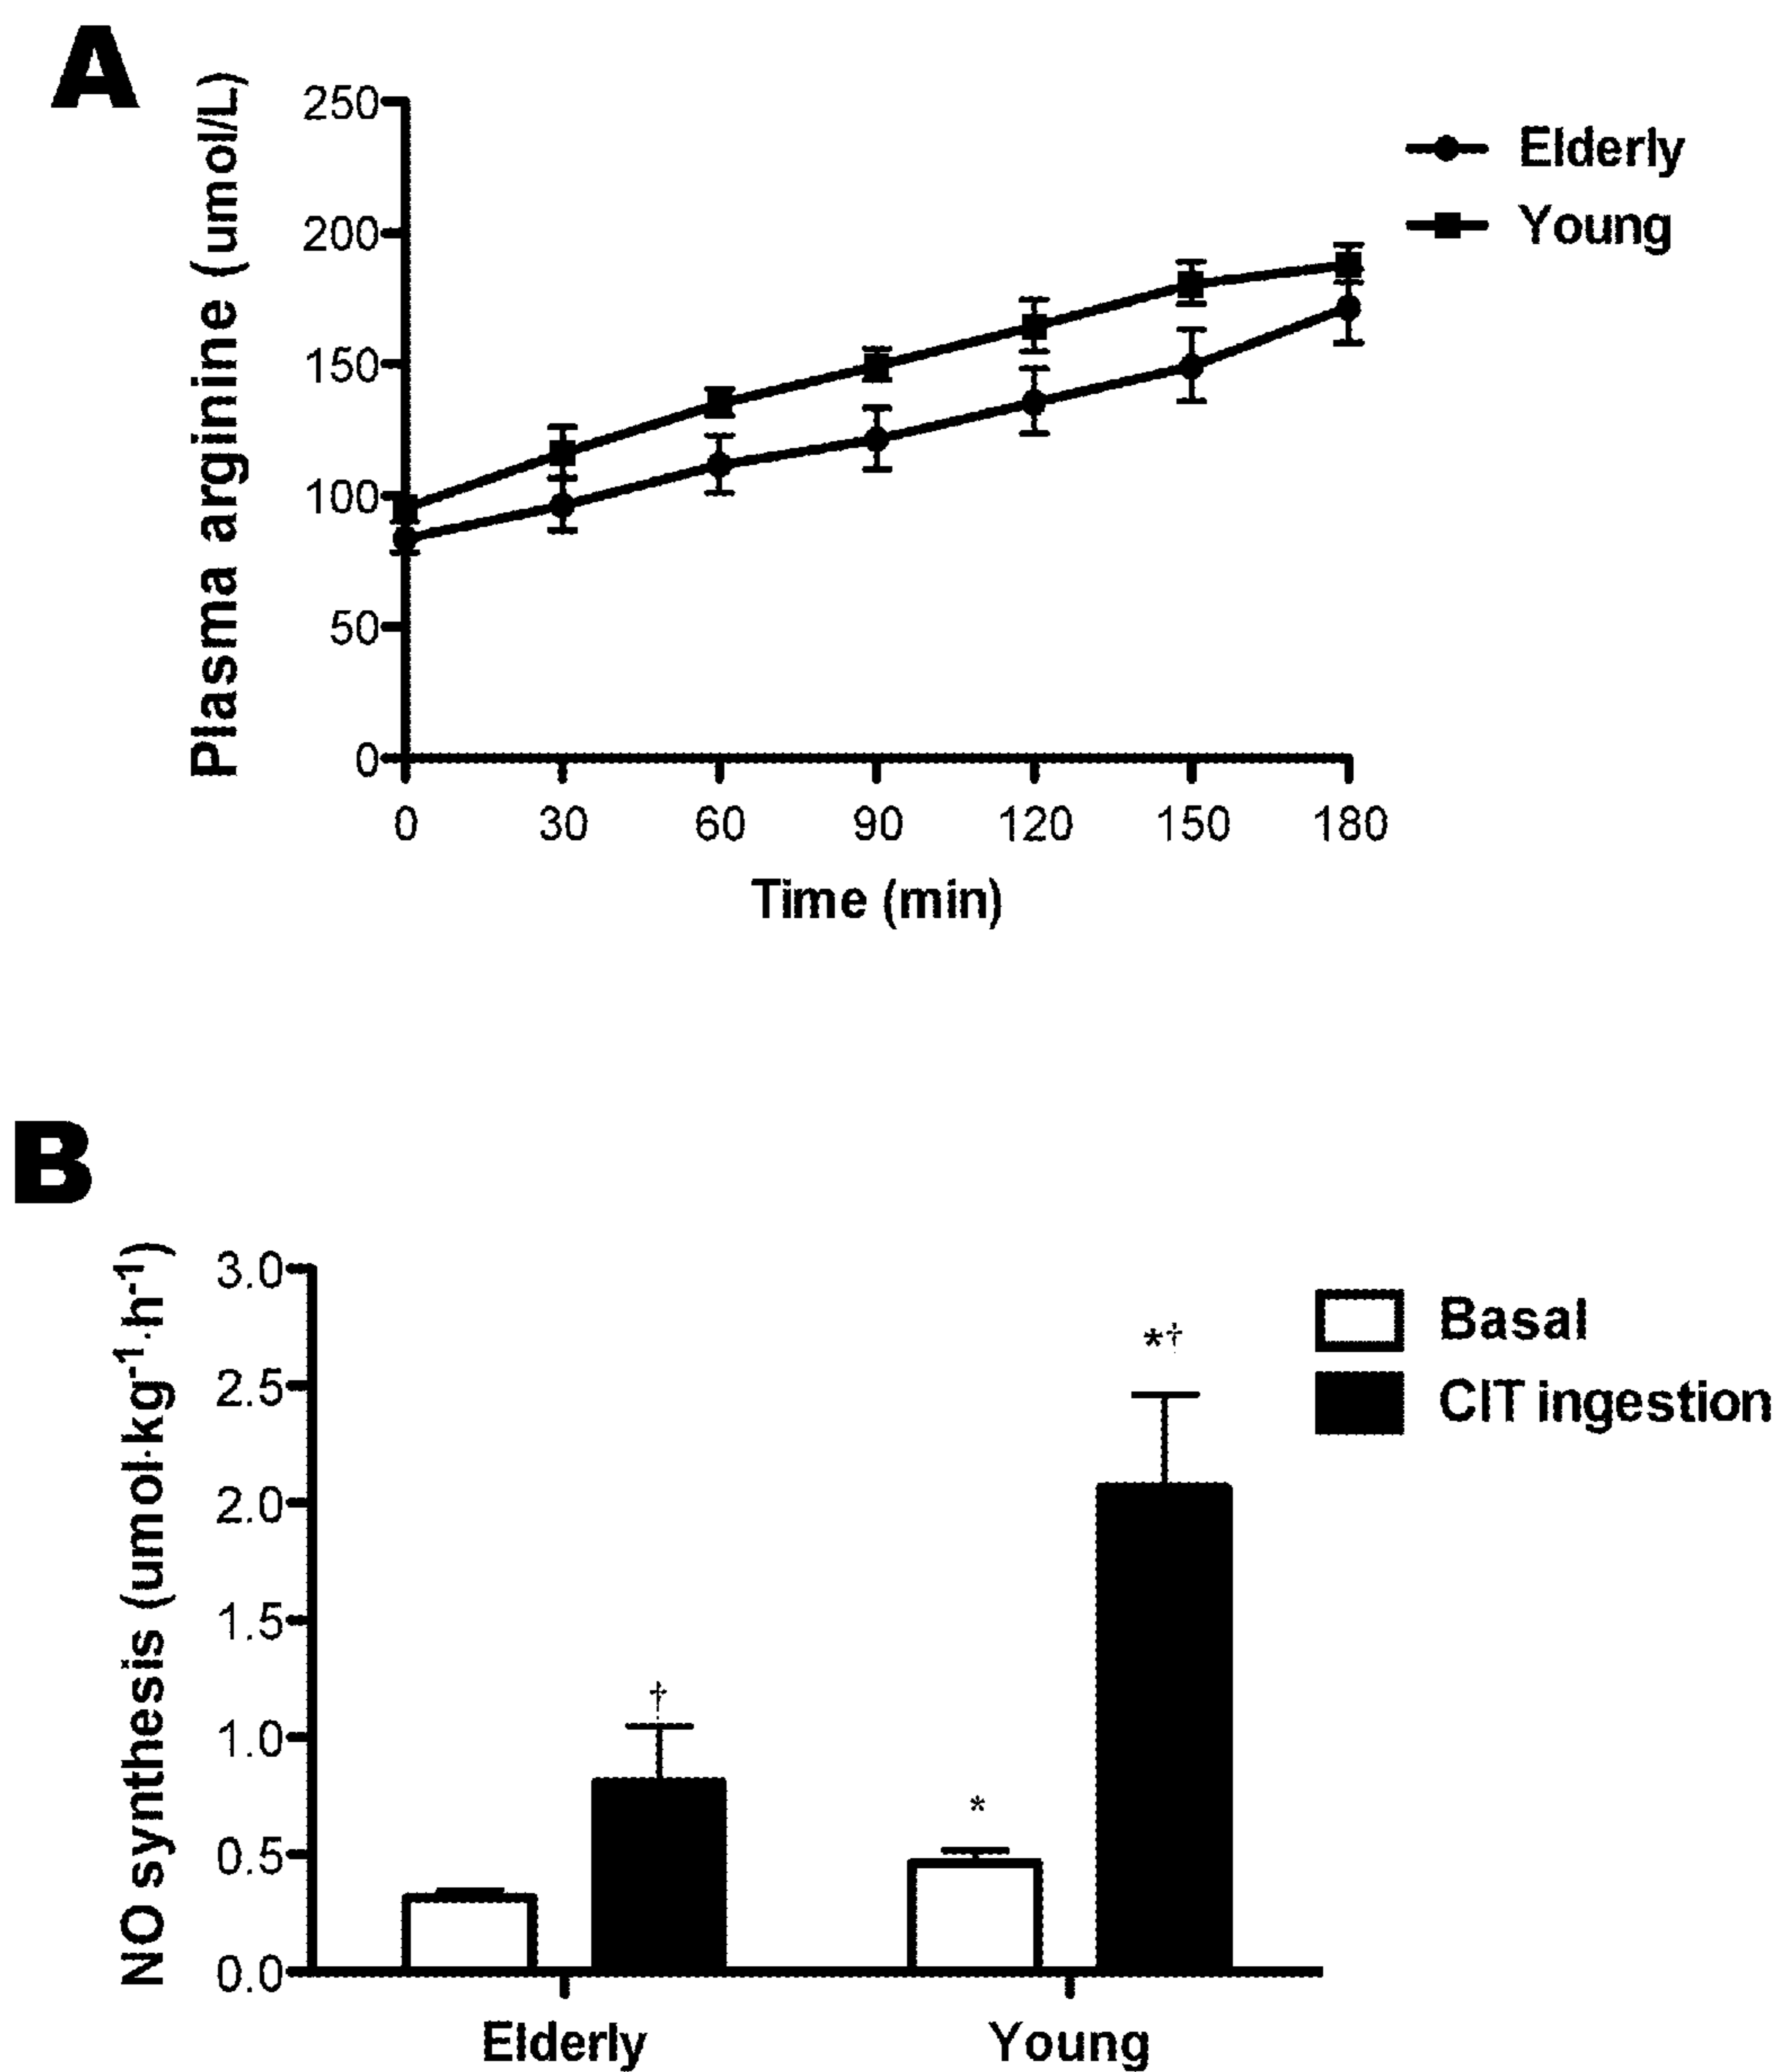 A
Plasma arginine (umol/L)
250
200
150
100
50
0
0 30 60 90 120 150 180
Time (min)
Elderly
Young
B
NO synthesis (umol·kg⁻¹·h⁻¹)
3.0
2.5
2.0
1.5
1.0
0.5
0.0
†
*
*†
Elderly Young
Basal
CIT ingestion